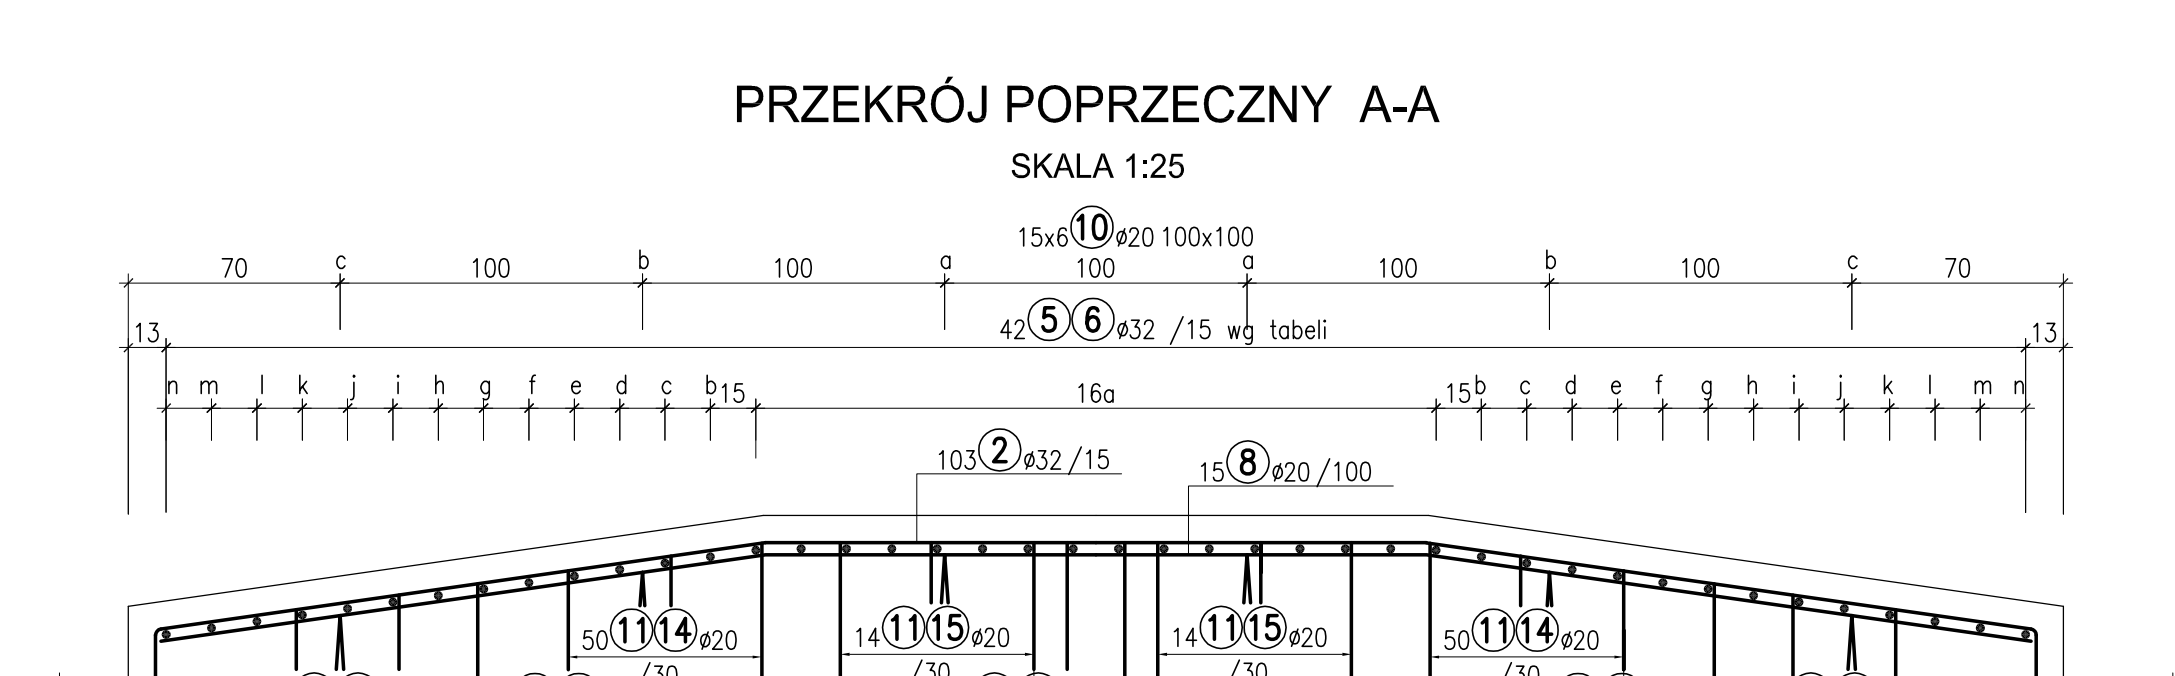 PRZEKRÓJ POPRZECZNY A-A
SKALA 1:25
15x6 10 ø20 100x100
70 c 100 b 100 a 100 a 100 b 100 c 70
13 42 5 6 ø32 /15 wg tabeli 13
n m l k j i h g f e d c b 15 16a 15 b c d e f g h i j k l m n
103 2 ø32 /15
15 8 ø20 /100
50 11 14 ø20 14 11 15 ø20 14 11 15 ø20 50 11 14 ø20
/30 /30 /30 /30